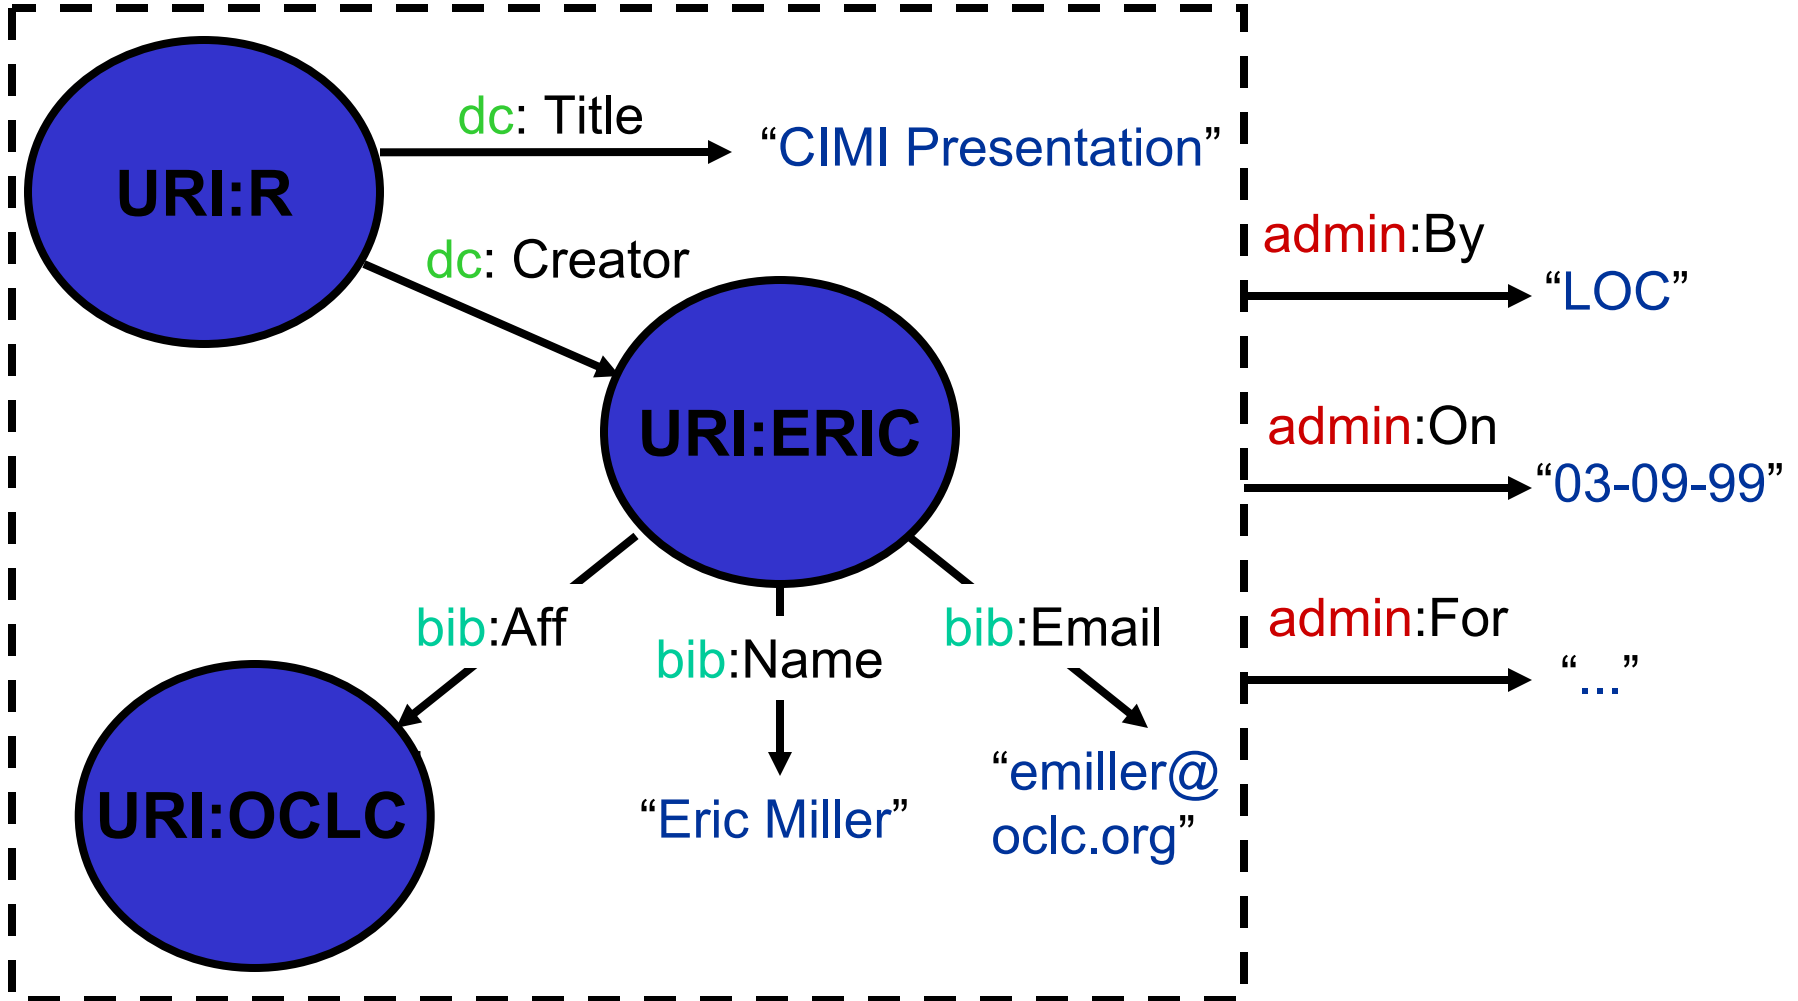 dc: Title
“CIMI Presentation”
URI:R
admin:By
dc: Creator
“LOC”
URI:ERIC
admin:On
“03-09-99”
bib:Aff
bib:Name
bib:Email
admin:For
“...”
URI:OCLC
“Eric Miller”
“emiller@
oclc.org”